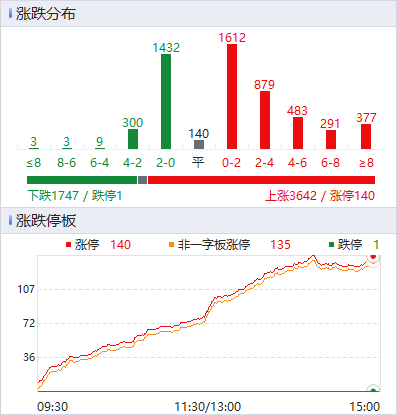 涨跌分布
3 3 9 300 1432 140 1612 879 483 291 377
≤8 8-6 6-4 4-2 2-0 平 0-2 2-4 4-6 6-8 ≥8
下跌1747 / 跌停1 上涨3642 / 涨停140
涨跌停板
涨停 140 非一字板涨停 135 跌停 1
107
72
36
09:30 11:30/13:00 15:00